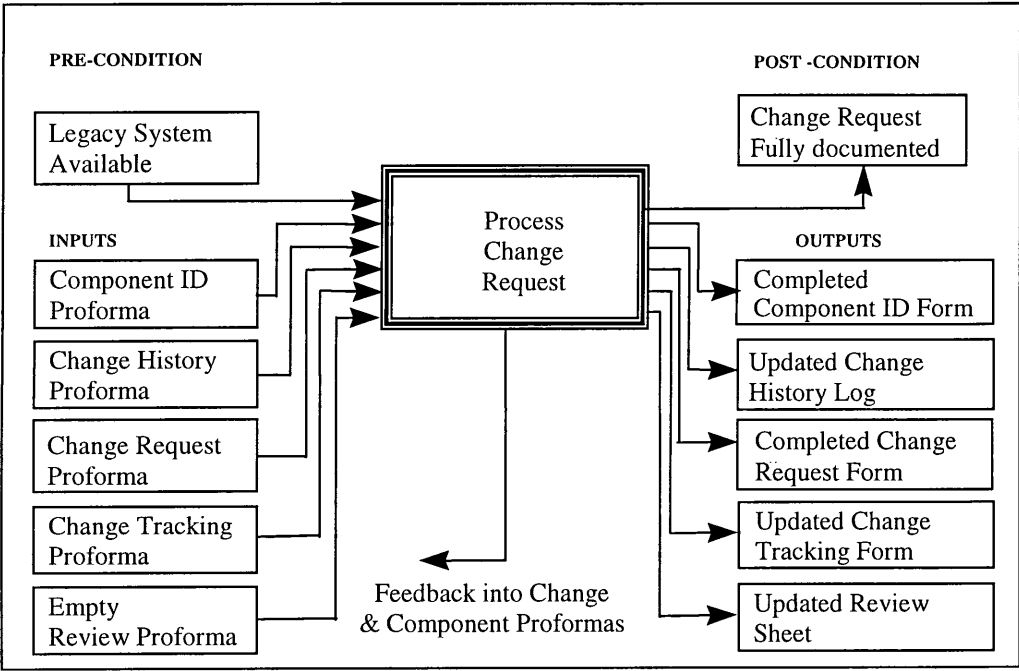 PRE-CONDITION
Legacy System
Available
INPUTS
Component ID
Proforma
Change History
Proforma
Change Request
Proforma
Change Tracking
Proforma
Empty
Review Proforma
Process
Change
Request
Feedback into Change
& Component Proformas
POST -CONDITION
Change Request
Fully documented
OUTPUTS
Completed
Component ID Form
Updated Change
History Log
Completed Change
Request Form
Updated Change
Tracking Form
Updated Review
Sheet